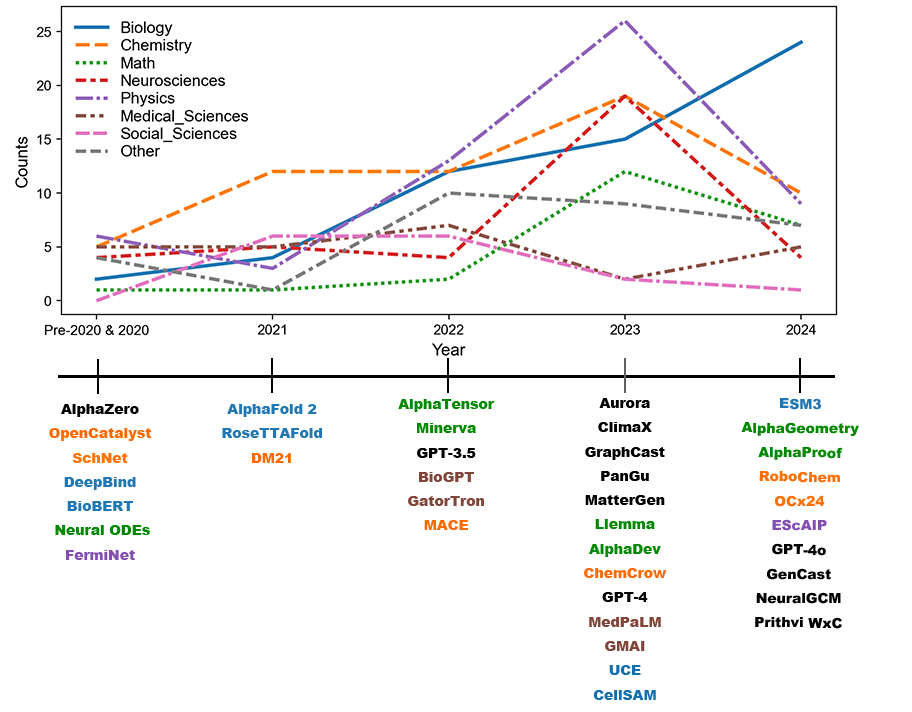 Biology
Chemistry
Math
Neurosciences
Physics
Medical_Sciences
Social_Sciences
Other
Counts
25
20
15
10
5
0
Pre-2020 & 2020
2021
2022
2023
2024
Year
AlphaZero
OpenCatalyst
SchNet
DeepBind
BioBERT
Neural ODEs
FermiNet
AlphaFold 2
RoseTTAFold
DM21
AlphaTensor
Minerva
GPT-3.5
BioGPT
GatorTron
MACE
Aurora
ClimaX
GraphCast
PanGu
MatterGen
Llemma
AlphaDev
ChemCrow
GPT-4
MedPaLM
GMAI
UCE
CellSAM
ESM3
AlphaGeometry
AlphaProof
RoboChem
OCx24
EScAIP
GPT-4o
GenCast
NeuralGCM
Prithvi WxC